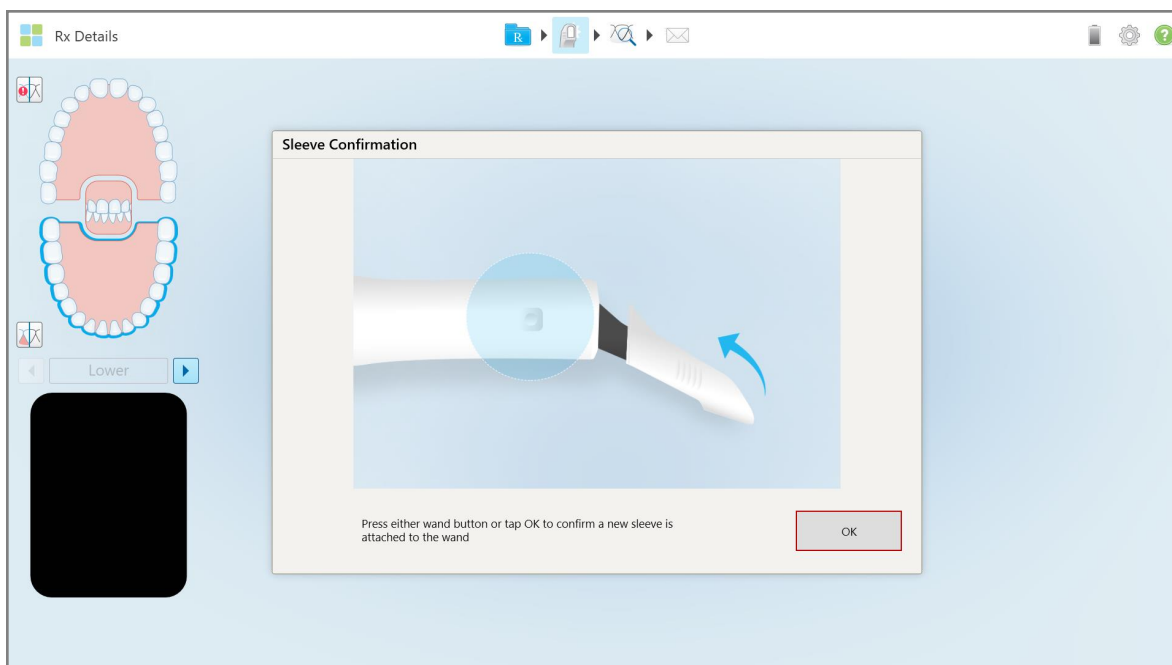 Rx Details
R
?
Sleeve Confirmation
Lower
Press either wand button or tap OK to confirm a new sleeve is
attached to the wand
OK